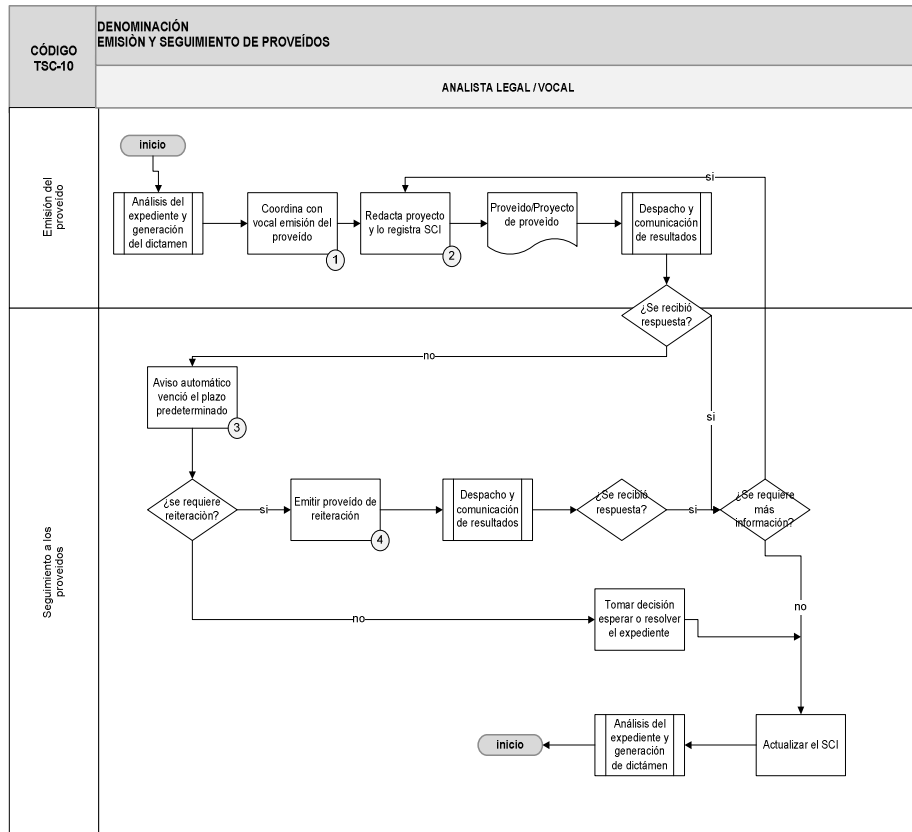 CÓDIGO
TSC-10
DENOMINACIÓN
EMISIÒN Y SEGUIMIENTO DE PROVEÍDOS
ANALISTA LEGAL / VOCAL
Emisión del
proveído
inicio
Análisis del
expediente y
generación
del dictamen
Coordina con
vocal emisión del
proveído
1
Redacta proyecto
y lo registra SCI
2
Proveido/Proyecto
de proveido
Despacho y
comunicación
de resultados
si
¿Se recibió
respuesta?
no
si
Seguimiento a los
proveidos
Aviso automático
venció el plazo
predeterminado
3
¿se requiere
reiteraciòn?
si
Emitir proveído de
reiteración
4
Despacho y
comunicación
de resultados
¿Se recibió
respuesta?
si
¿Se requiere
más
información?
no
no
Tomar decisión
esperar o resolver
el expediente
inicio
Análisis del
expediente y
generación
de dictámen
Actualizar el SCI